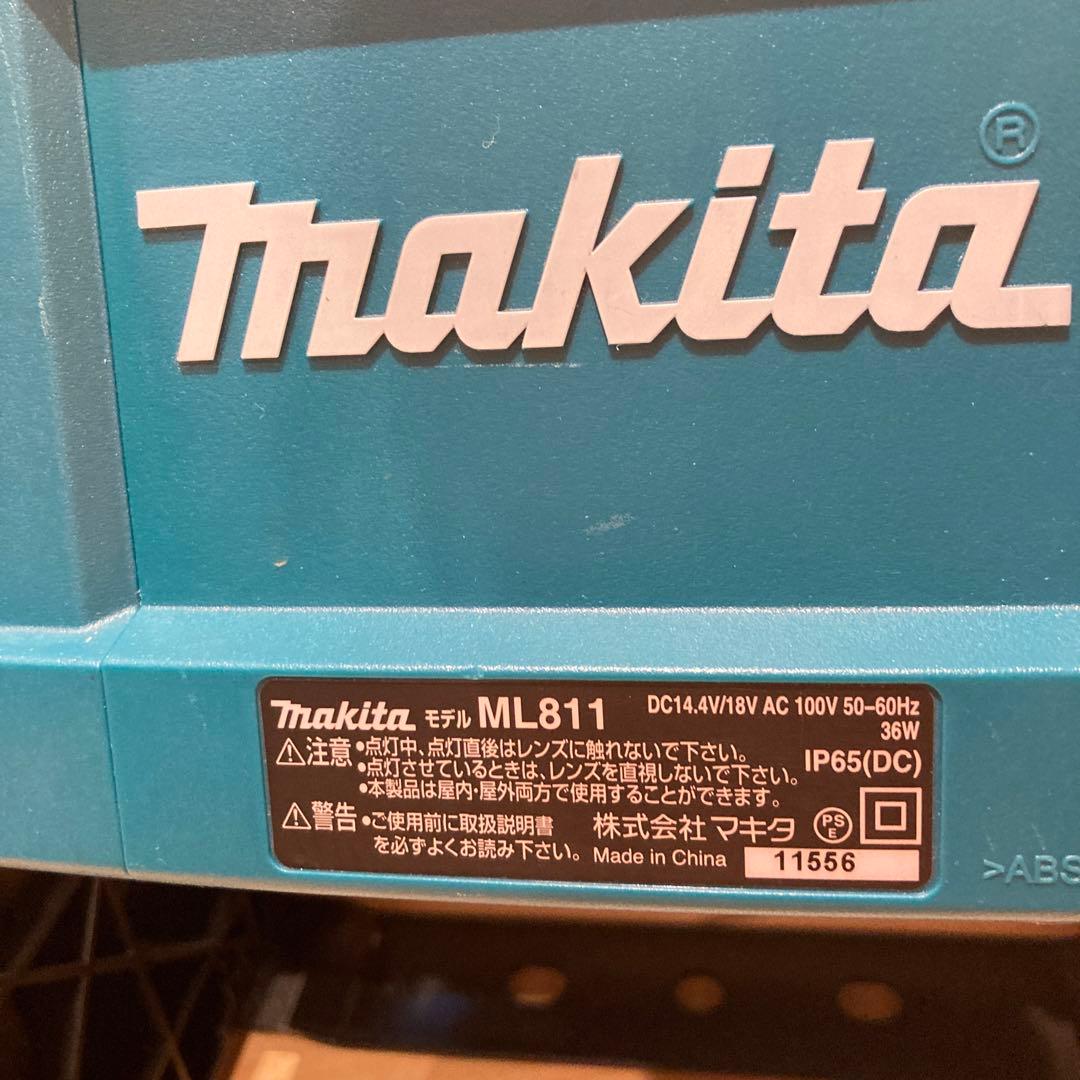 makita®
makita モデル ML811 DC14.4V/18V AC 100V 50-60Hz
36W
⚠注意 •点灯中、点灯直後はレンズに触れないで下さい。
•点灯させているときは、レンズを直視しないで下さい。 IP65(DC)
•本製品は屋内・屋外両方で使用することができます。
⚠警告 •ご使用前に取扱説明書 株式会社 マキタ PSE
を必ずよくお読み下さい。 Made in China 11556
>ABS